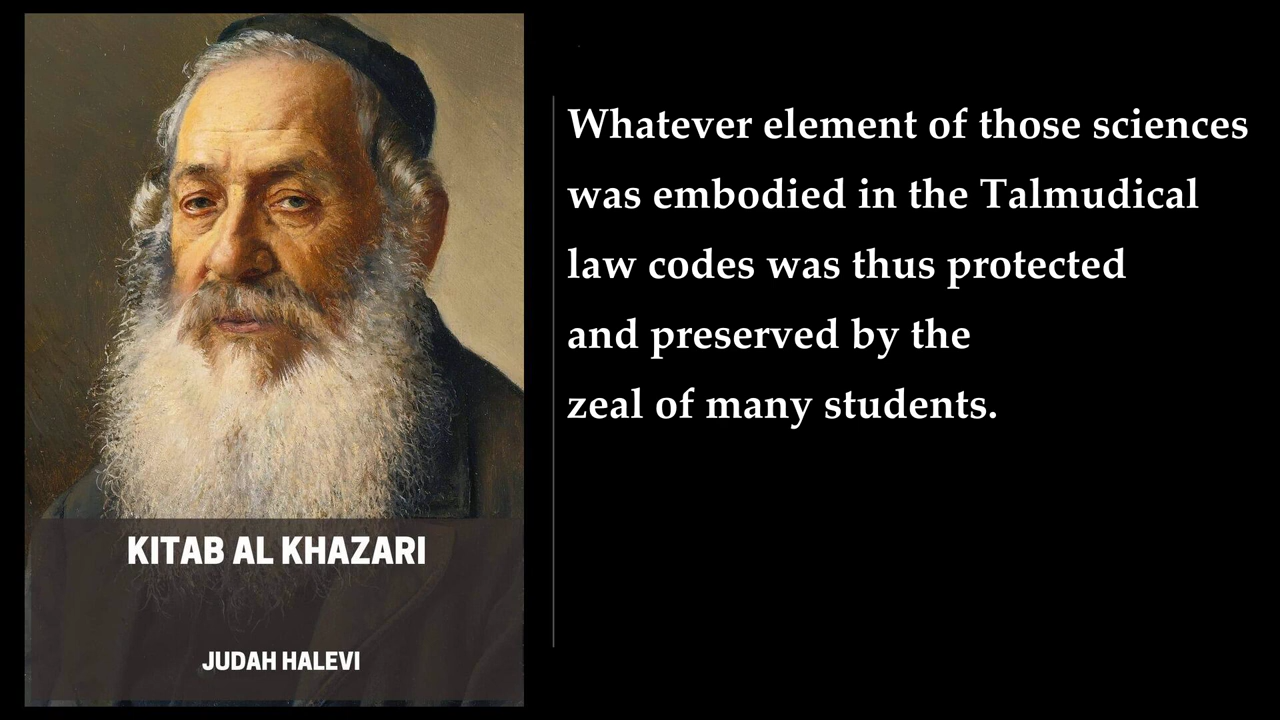 KITAB AL KHAZARI
JUDAH HALEVI
Whatever element of those sciences
was embodied in the Talmudical
law codes was thus protected
and preserved by the
zeal of many students.